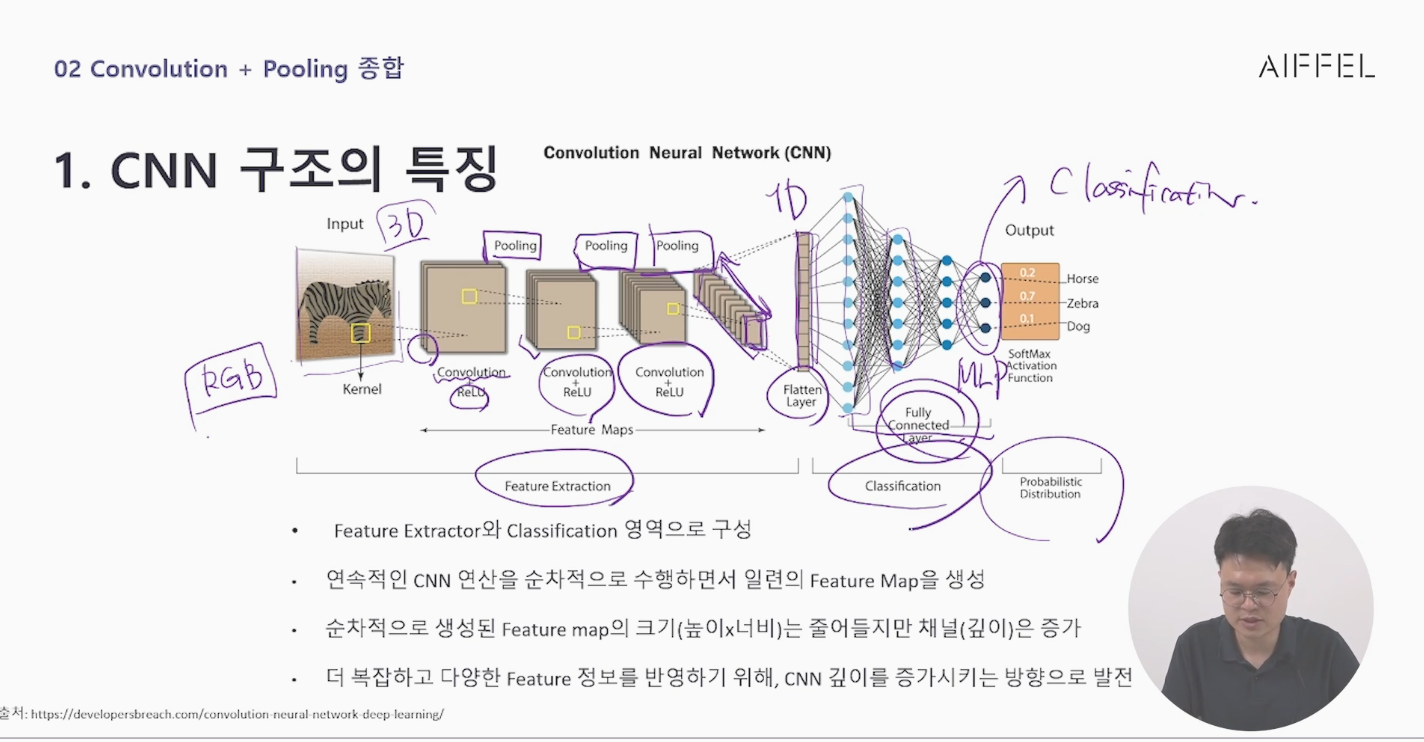 02 Convolution + Pooling 종합
AIFFEL
1. CNN 구조의 특징
Convolution Neural Network (CNN)
1D
Classification.
Input
3D
Output
Pooling
Pooling
Pooling
0.2
Horse
0.7
Zebra
0.1
Dog
SoftMax
Activation
Function
RGB
Kernel
Convolution
+
ReLU
Convolution
+
ReLU
Convolution
+
ReLU
Flatten
Layer
MLP
Fully
Connected
Layer
Feature Maps
Feature Extraction
Classification
Probabilistic
Distribution
• Feature Extractor와 Classification 영역으로 구성
• 연속적인 CNN 연산을 순차적으로 수행하면서 일련의 Feature Map을 생성
• 순차적으로 생성된 Feature map의 크기(높이x너비)는 줄어들지만 채널(깊이)은 증가
• 더 복잡하고 다양한 Feature 정보를 반영하기 위해, CNN 깊이를 증가시키는 방향으로 발전
출처: https://developersbreach.com/convolution-neural-network-deep-learning/